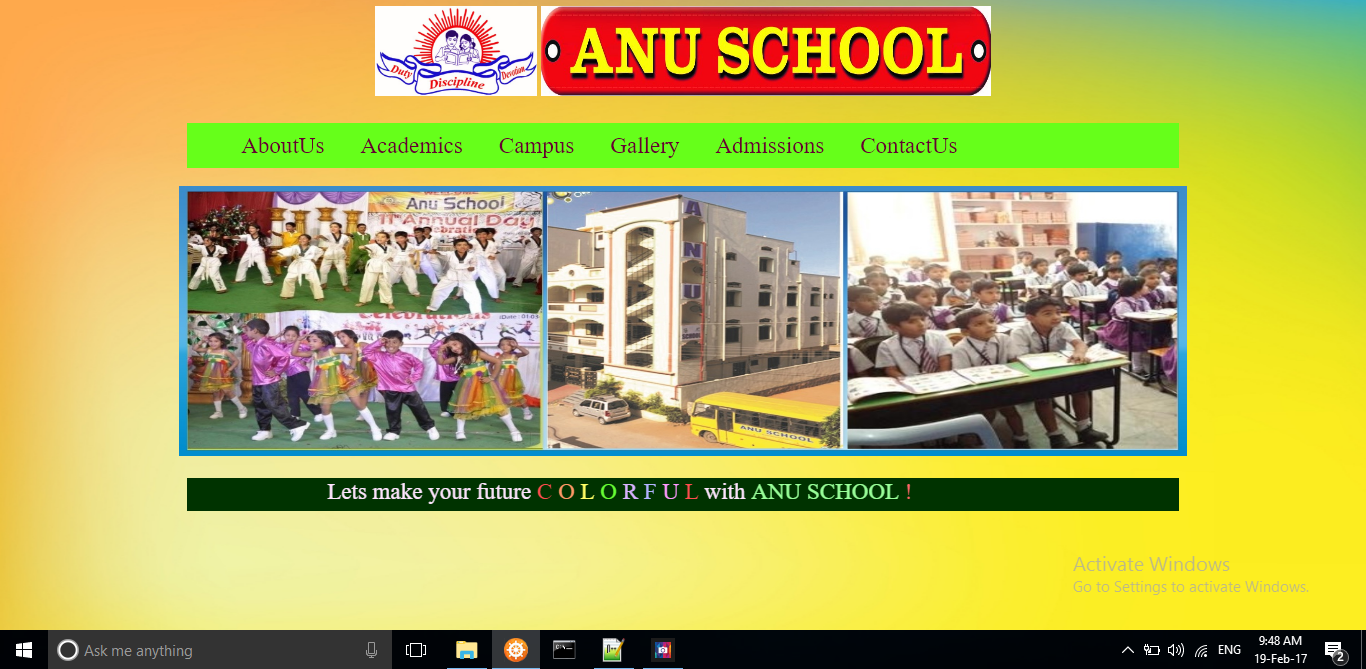 Duty Discipline Devotion
ANU SCHOOL
AboutUs Academics Campus Gallery Admissions ContactUs
Anu School
11th Annual Day
Celebrations
A
N
U
ANU SCHOOL
Lets make your future C O L O R F U L with ANU SCHOOL !
Activate Windows
Go to Settings to activate Windows.
Ask me anything
ENG
9:48 AM
19-Feb-17
2